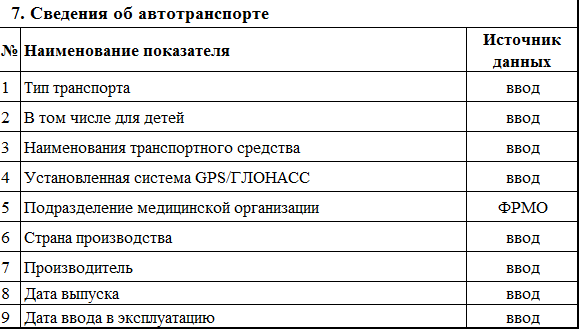 7. Сведения об автотранспорте
№ Наименование показателя Источник данных
1 Тип транспорта ввод
2 В том числе для детей ввод
3 Наименования транспортного средства ввод
4 Установленная система GPS/ГЛОНАСС ввод
5 Подразделение медицинской организации ФРМО
6 Страна производства ввод
7 Производитель ввод
8 Дата выпуска ввод
9 Дата ввода в эксплуатацию ввод